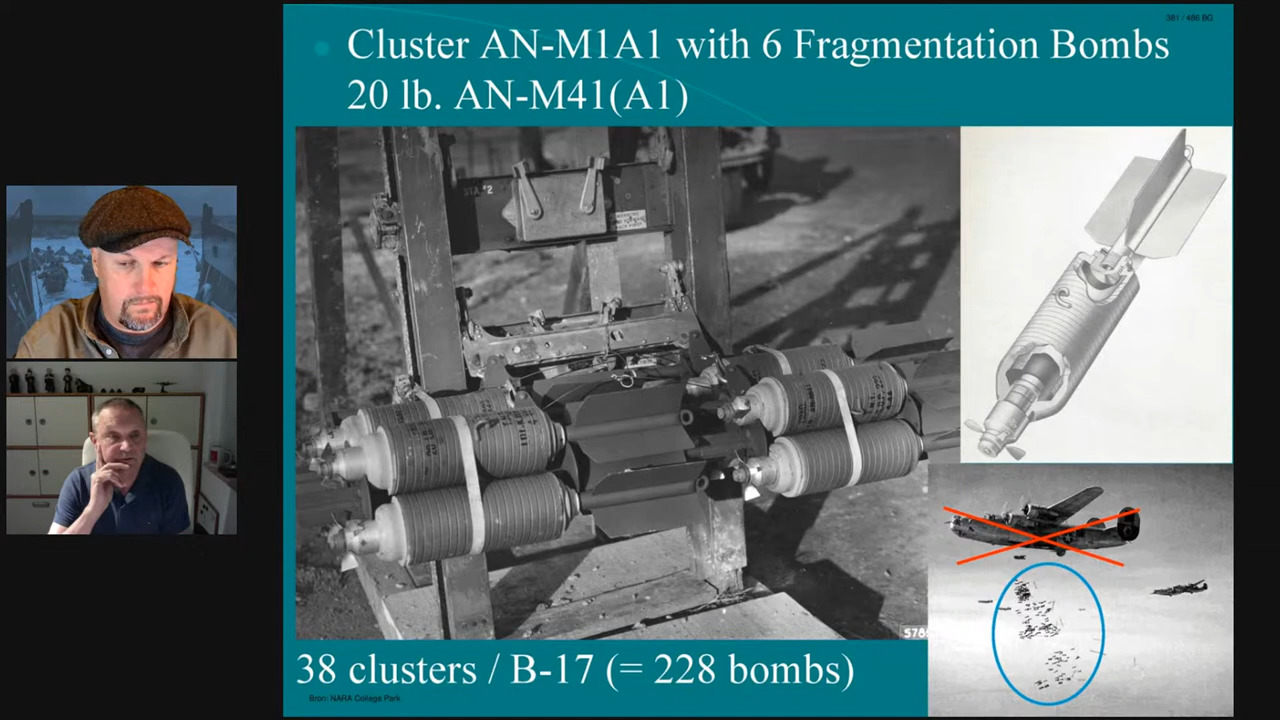 381 / 486 BG
Cluster AN-M1A1 with 6 Fragmentation Bombs
20 lb. AN-M41(A1)
STA.#2
38 clusters / B-17 (= 228 bombs)
Bron: NARA College Park